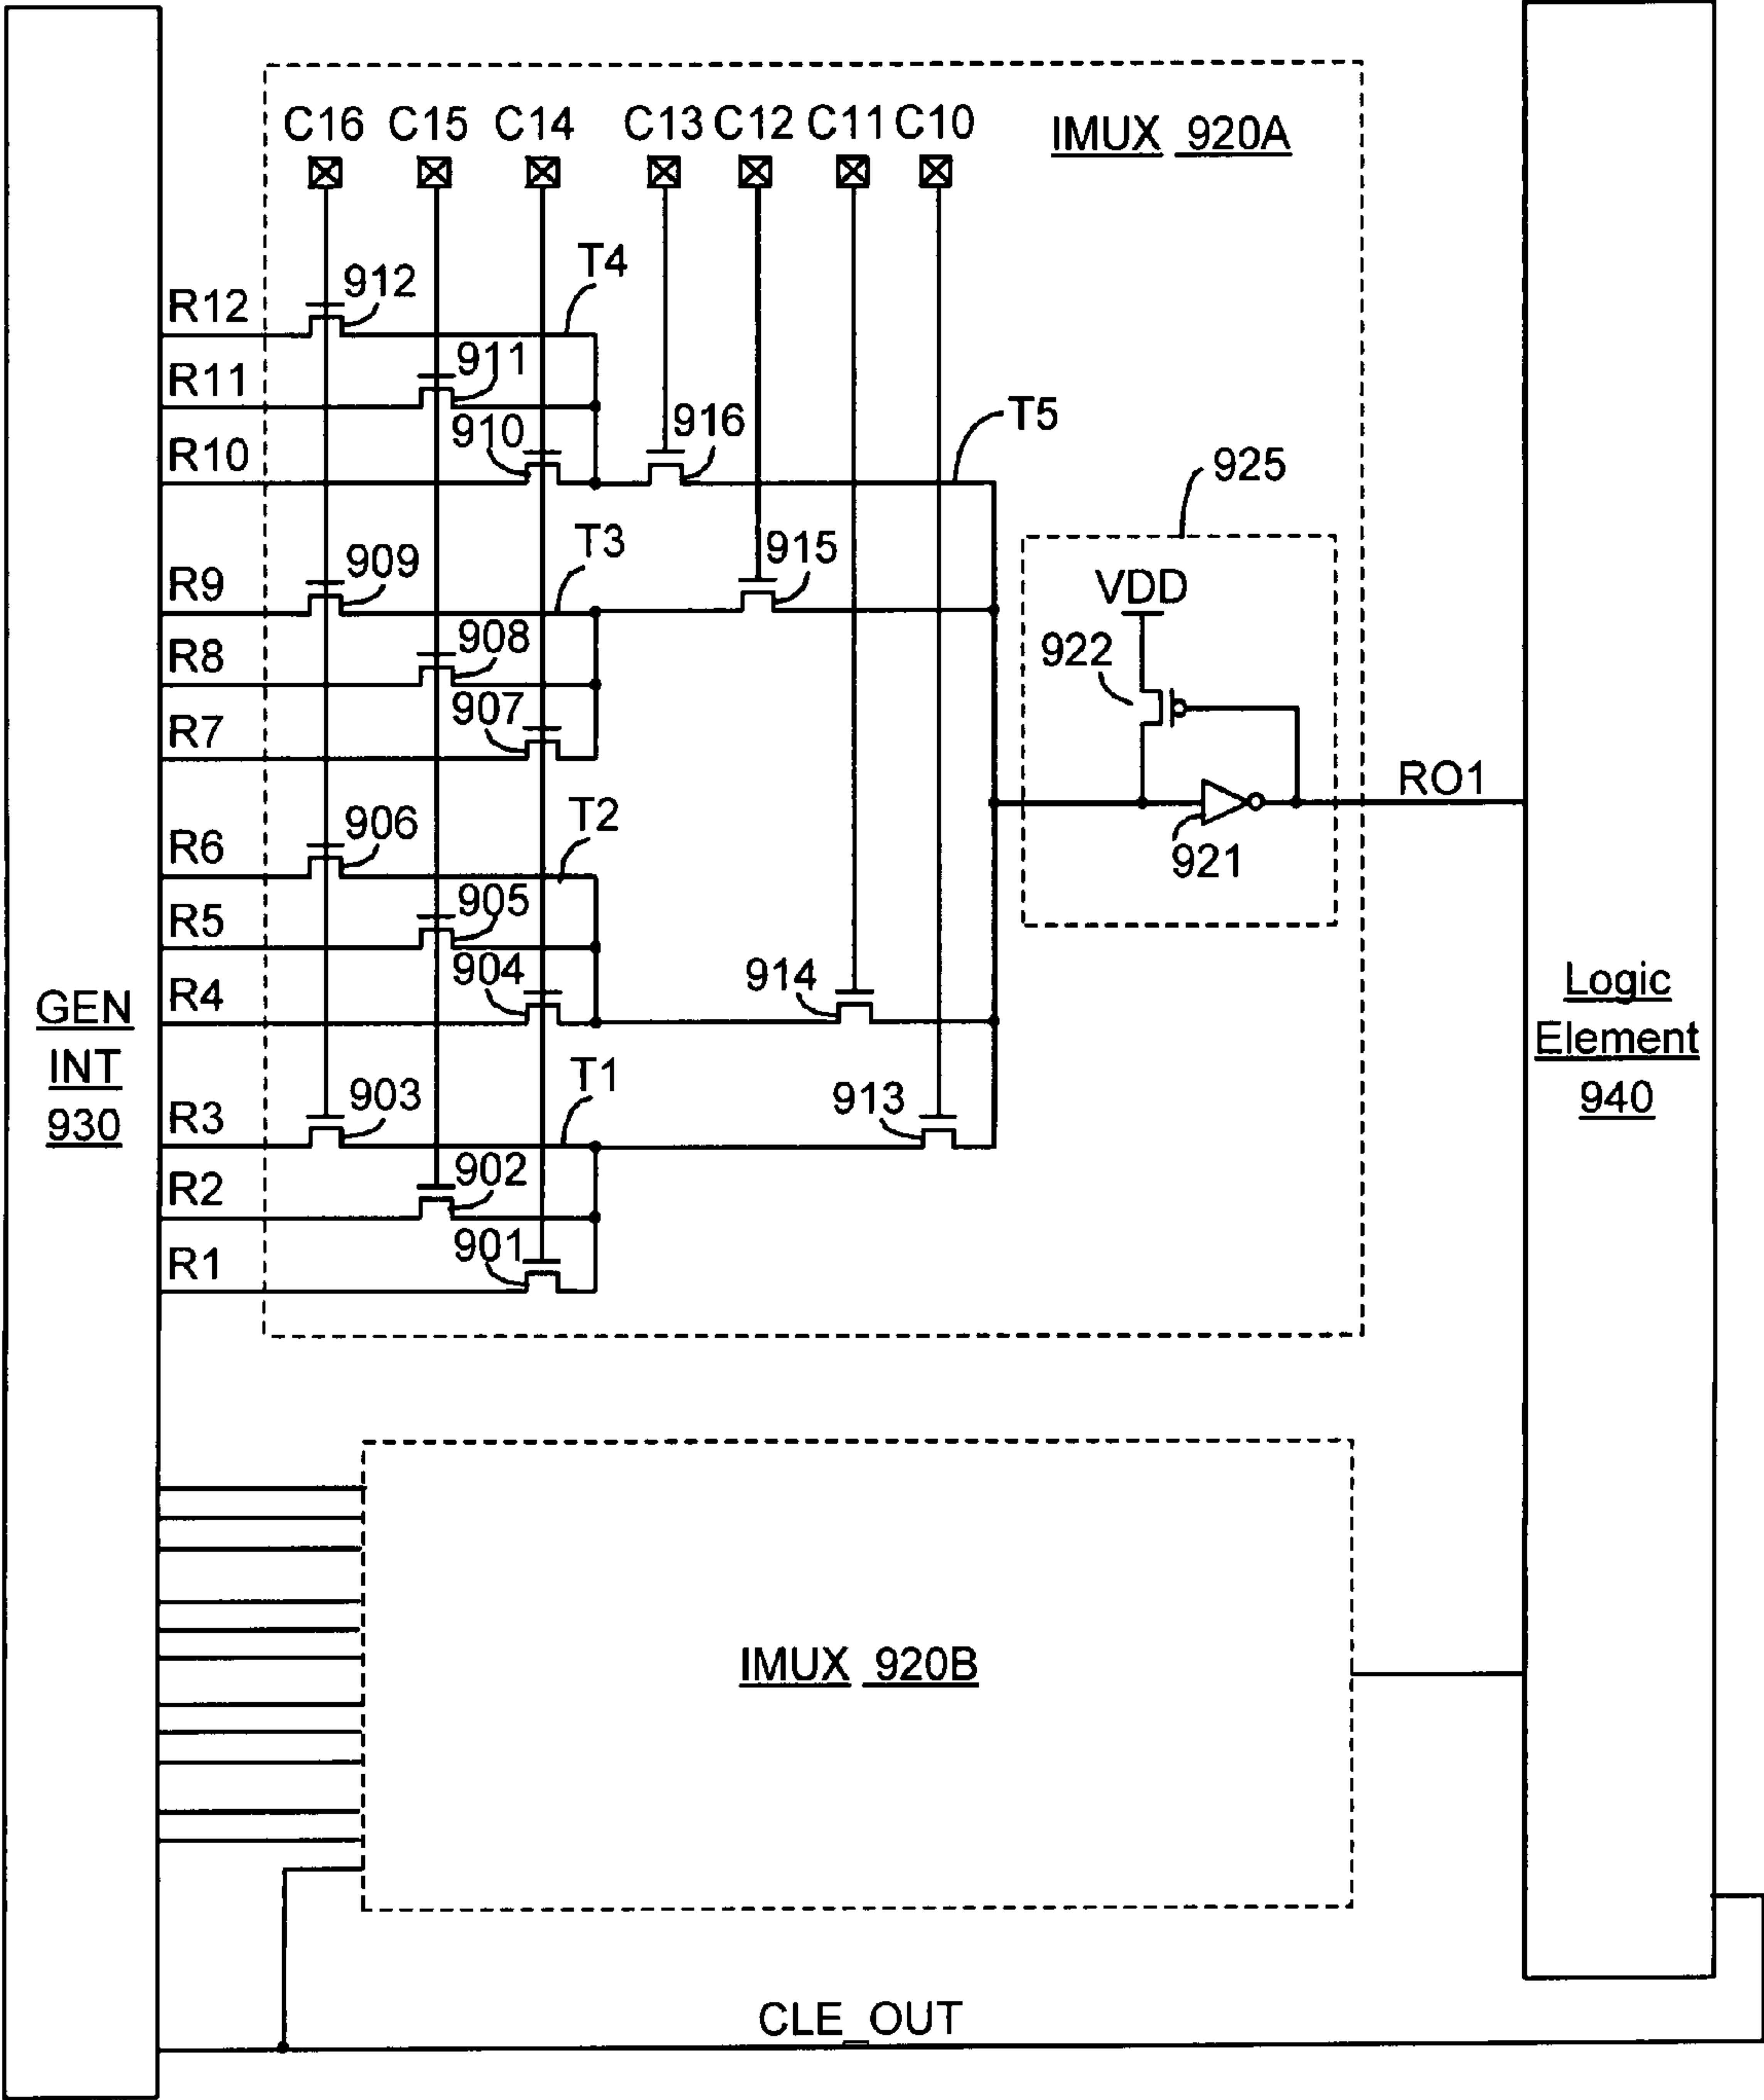 C16 C15 C14 C13 C12 C11 C10
IMUX 920A
R12 912 T4
R11 911
R10 910 916 T5
925
R9 909 T3 915
VDD
R8 908
922
R7 907
RO1
R6 906 T2
921
R5 905
R4 904 914
GEN
INT
930
Logic
Element
940
R3 903 T1 913
R2 902
R1 901
IMUX 920B
CLE_OUT